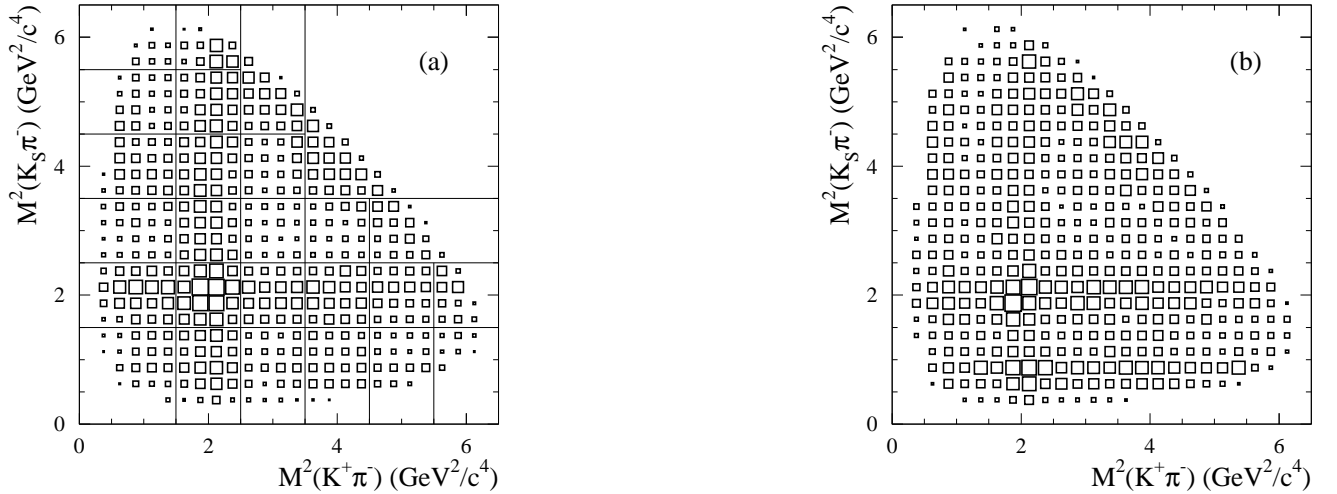 M²(K_Sπ⁻) (GeV²/c⁴)
6
4
2
0
0 2 4 6
(a)
M²(K⁺π⁻) (GeV²/c⁴)
M²(K_Sπ⁻) (GeV²/c⁴)
6
4
2
0
0 2 4 6
(b)
M²(K⁺π⁻) (GeV²/c⁴)